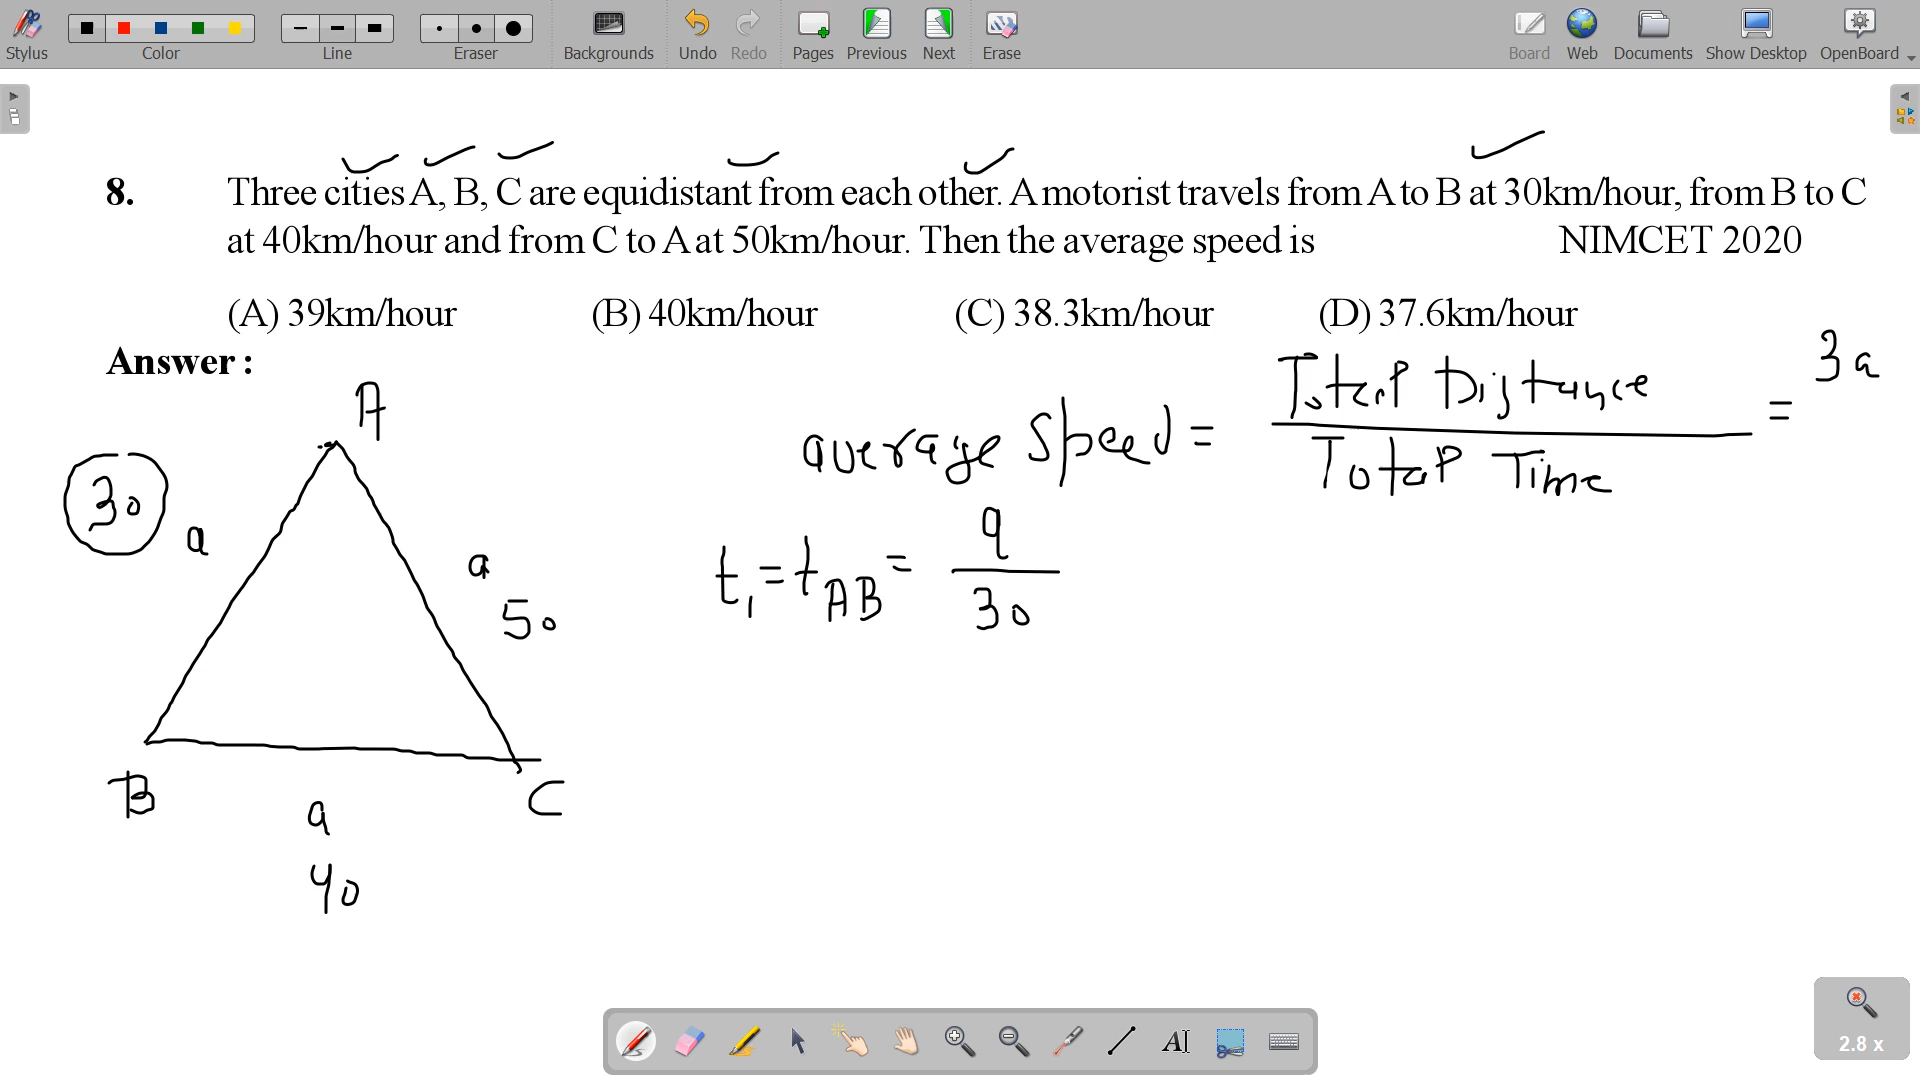 Stylus Color Line Eraser Backgrounds Undo Redo Pages Previous Next Erase Board Web Documents Show Desktop OpenBoard
8. Three cities A, B, C are equidistant from each other. A motorist travels from A to B at 30km/hour, from B to C
at 40km/hour and from C to A at 50km/hour. Then the average speed is NIMCET 2020
(A) 39km/hour (B) 40km/hour (C) 38.3km/hour (D) 37.6km/hour
Answer :
average speed = Total Distance / Total Time = 3a
A
30
a
a
50
t₁ = t_AB = a / 30
B
C
a
40
2.8 x